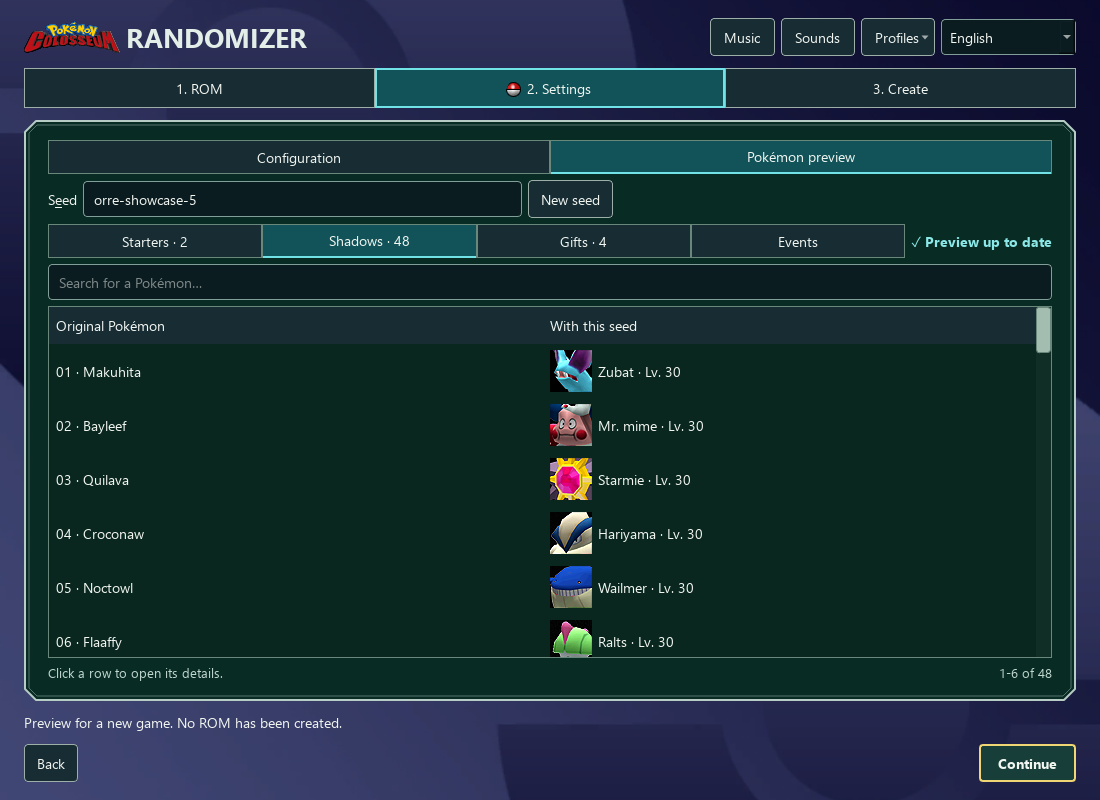 Pokémon
COLOSSEUM
RANDOMIZER
Music
Sounds
Profiles
English
1. ROM
2. Settings
3. Create
Configuration
Pokémon preview
Seed
orre-showcase-5
New seed
Starters · 2
Shadows · 48
Gifts · 4
Events
✓ Preview up to date
Search for a Pokémon...
Original Pokémon
With this seed
01 · Makuhita
Zubat · Lv. 30
02 · Bayleef
Mr. mime · Lv. 30
03 · Quilava
Starmie · Lv. 30
04 · Croconaw
Hariyama · Lv. 30
05 · Noctowl
Wailmer · Lv. 30
06 · Flaaffy
Ralts · Lv. 30
Click a row to open its details.
1-6 of 48
Preview for a new game. No ROM has been created.
Back
Continue